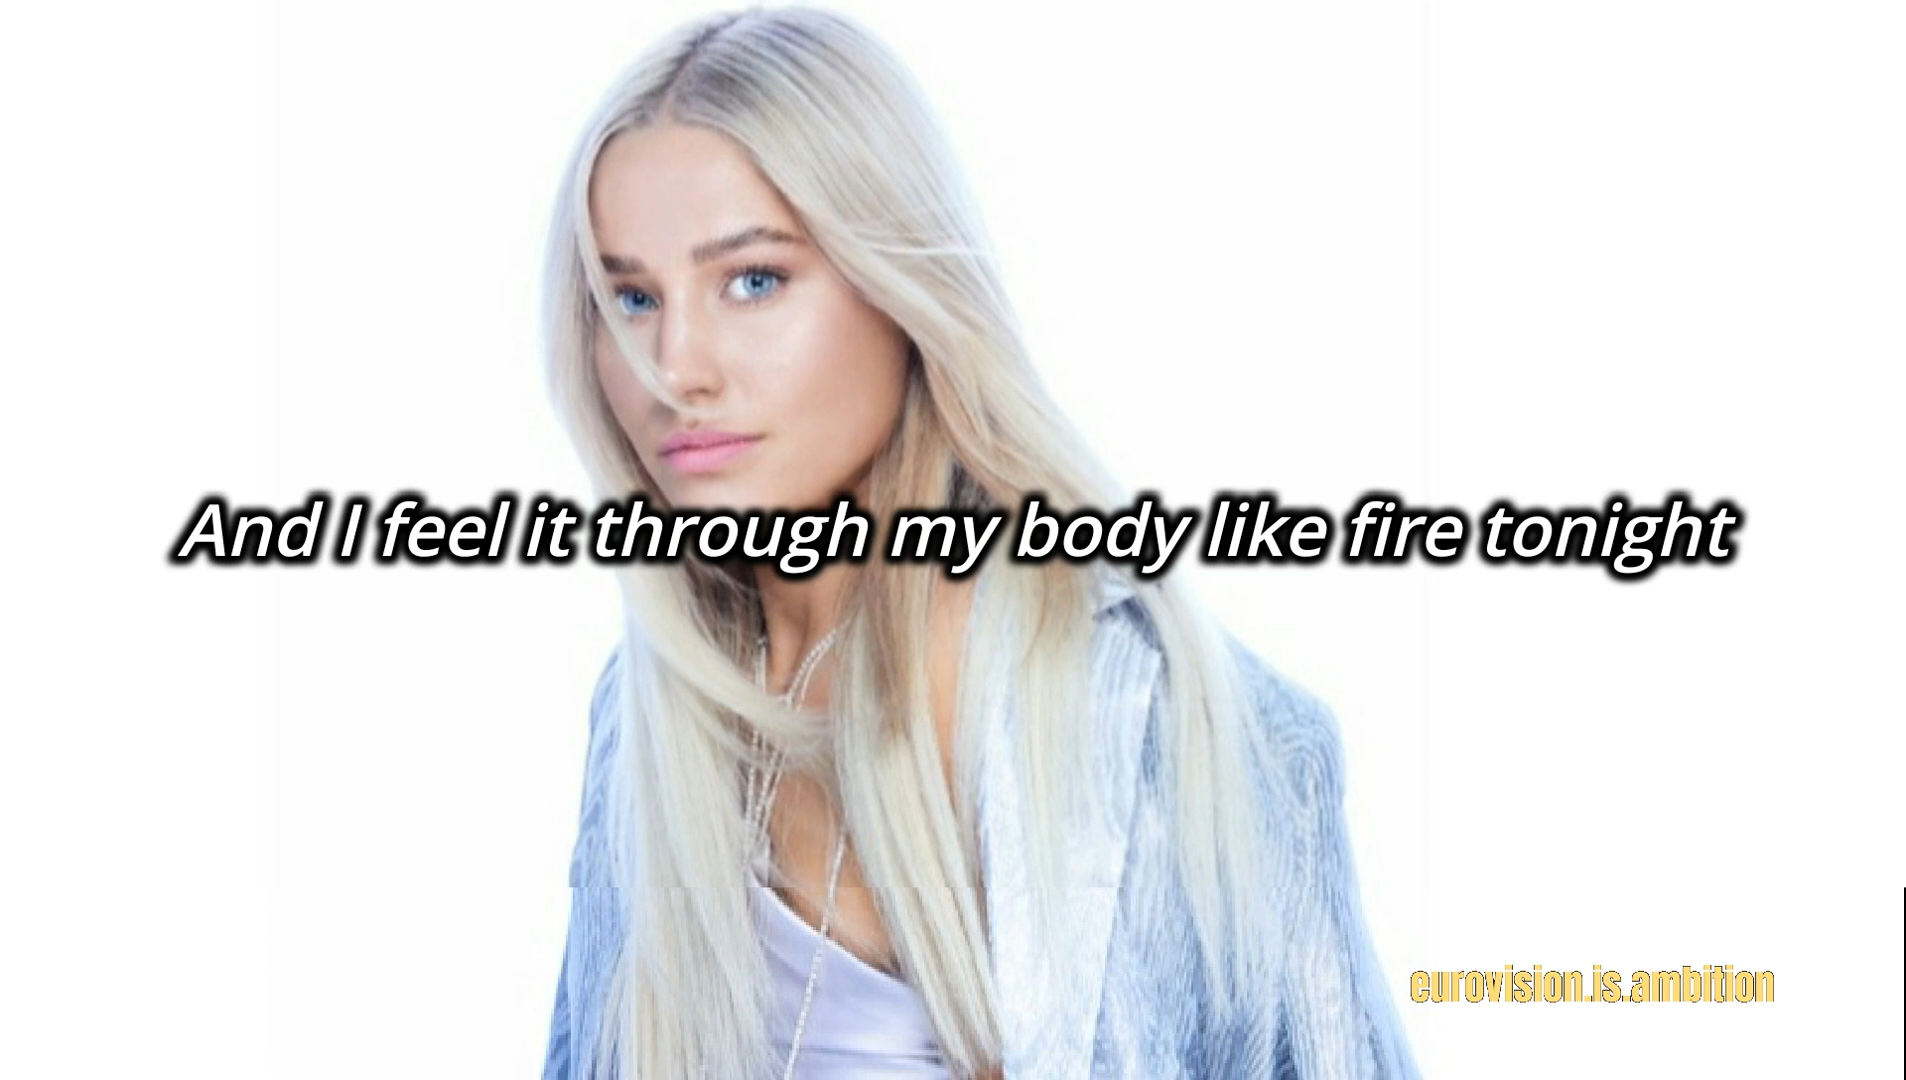 And I feel it through my body like fire tonight
eurovision.is.ambition